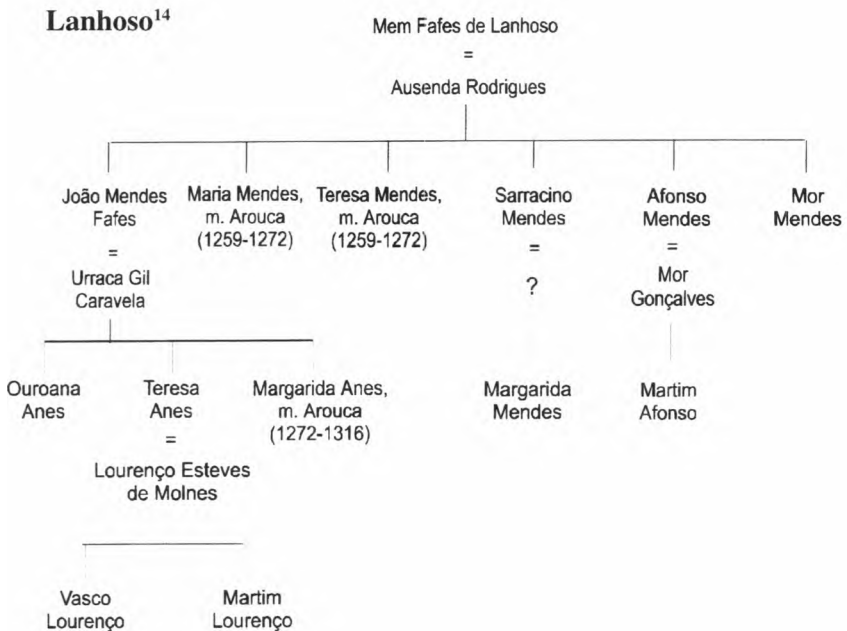 Lanhoso¹⁴
Mem Fafes de Lanhoso
=
Ausenda Rodrigues
João Mendes
Fafes
=
Urraca Gil
Caravela
Maria Mendes,
m. Arouca
(1259-1272)
Teresa Mendes,
m. Arouca
(1259-1272)
Sarracino
Mendes
=
?
Afonso
Mendes
=
Mor
Gonçalves
Mor
Mendes
Ouroana
Anes
Teresa
Anes
=
Lourenço Esteves
de Molnes
Margarida Anes,
m. Arouca
(1272-1316)
Margarida
Mendes
Martim
Afonso
Vasco
Lourenço
Martim
Lourenço